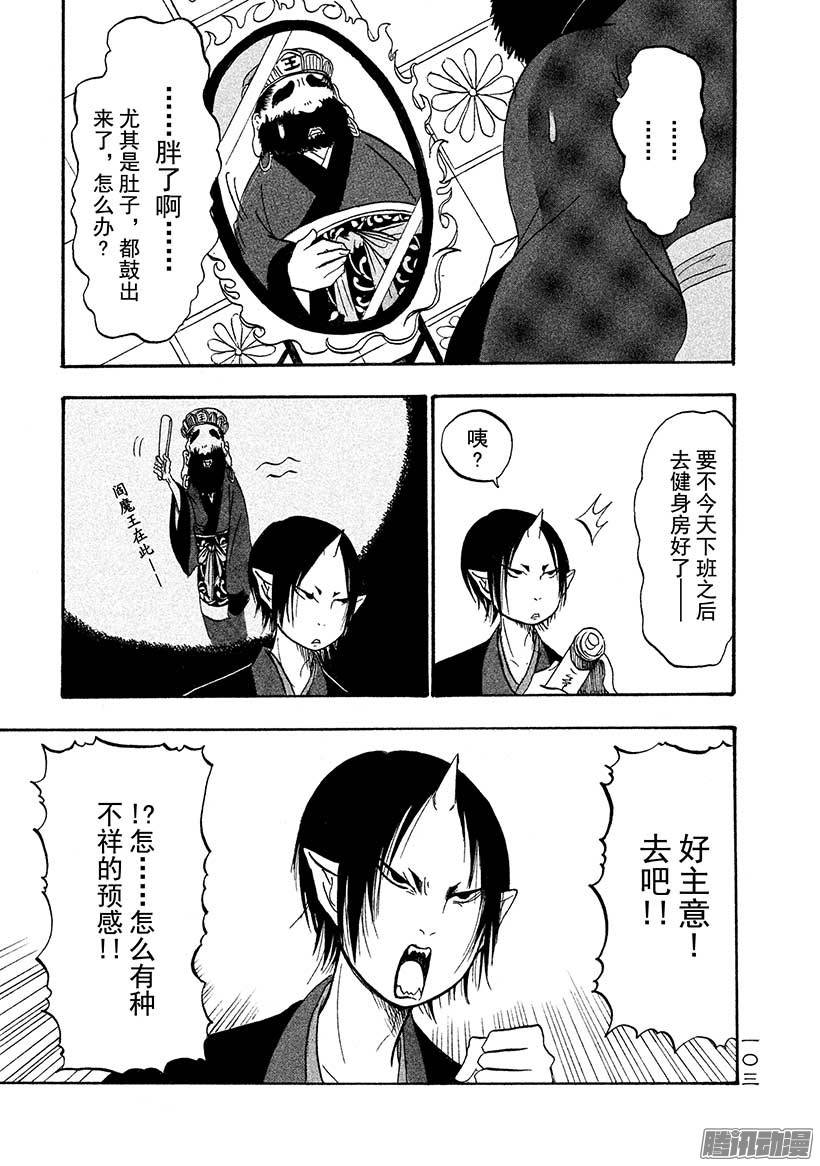 ……
……
……胖了啊……
尤其是肚子，都鼓出
来了，怎么办？
要不今天下班之后
去健身房好了——
咦？
阎魔王在此——
好主意！
去吧！！
！？怎……怎么有种
不祥的预感！！
一〇三
腾讯动漫